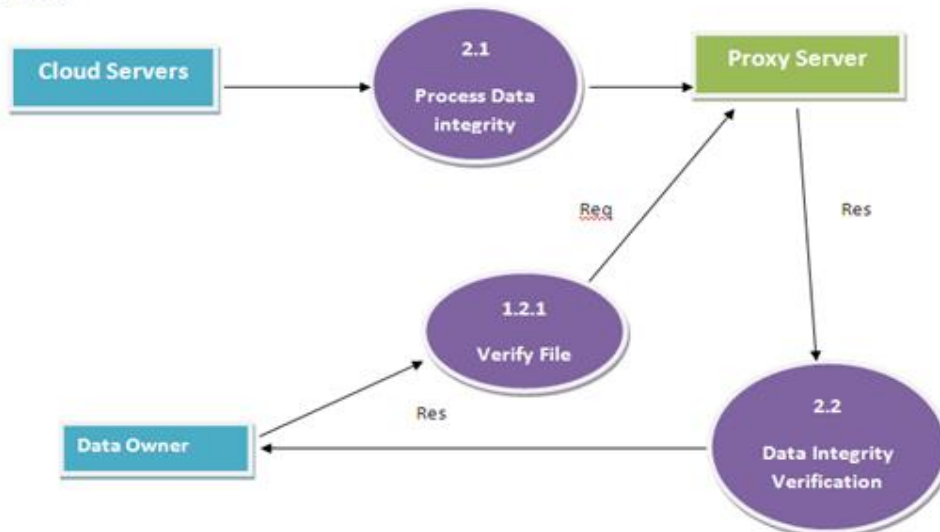 Cloud Servers
2.1
Process Data
integrity
Proxy Server
Req
Res
1.2.1
Verify File
Res
Data Owner
2.2
Data Integrity
Verification